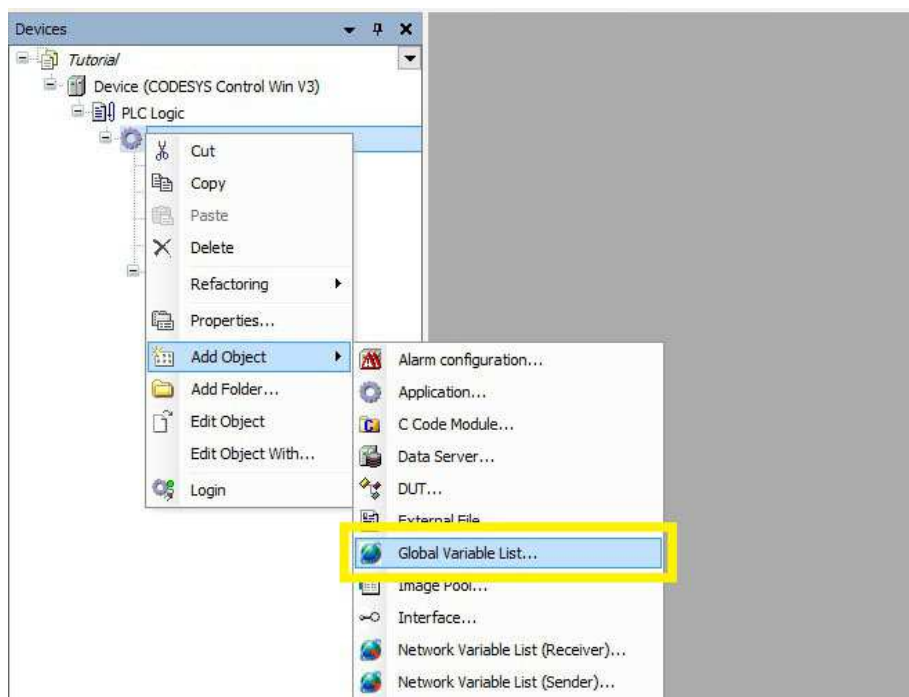 Devices
Tutorial
Device (CODESYS Control Win V3)
PLC Logic
Cut
Copy
Paste
Delete
Refactoring
Properties...
Add Object
Add Folder...
Edit Object
Edit Object With...
Login
Alarm configuration...
Application...
C Code Module...
Data Server...
DUT...
External File
Global Variable List...
Image Pool...
Interface...
Network Variable List (Receiver)...
Network Variable List (Sender)...